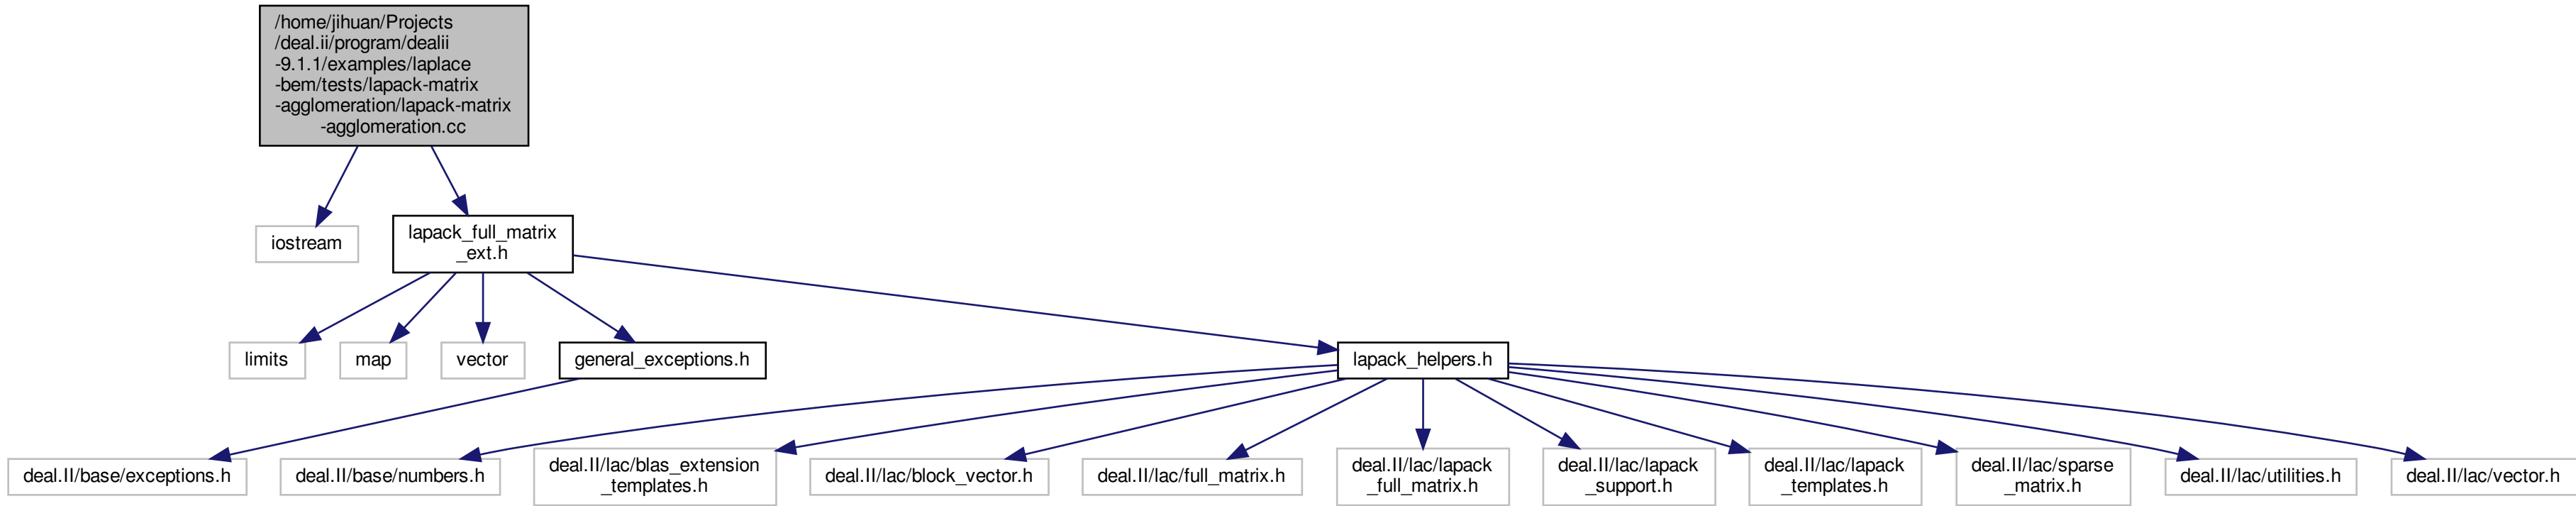 /home/jihuan/Projects
/deal.ii/program/dealii
-9.1.1/examples/laplace
-bem/tests/lapack-matrix
-agglomeration/lapack-matrix
-agglomeration.cc
iostream
lapack_full_matrix
_ext.h
limits
map
vector
general_exceptions.h
lapack_helpers.h
deal.II/base/exceptions.h
deal.II/base/numbers.h
deal.II/lac/blas_extension
_templates.h
deal.II/lac/block_vector.h
deal.II/lac/full_matrix.h
deal.II/lac/lapack
_full_matrix.h
deal.II/lac/lapack
_support.h
deal.II/lac/lapack
_templates.h
deal.II/lac/sparse
_matrix.h
deal.II/lac/utilities.h
deal.II/lac/vector.h